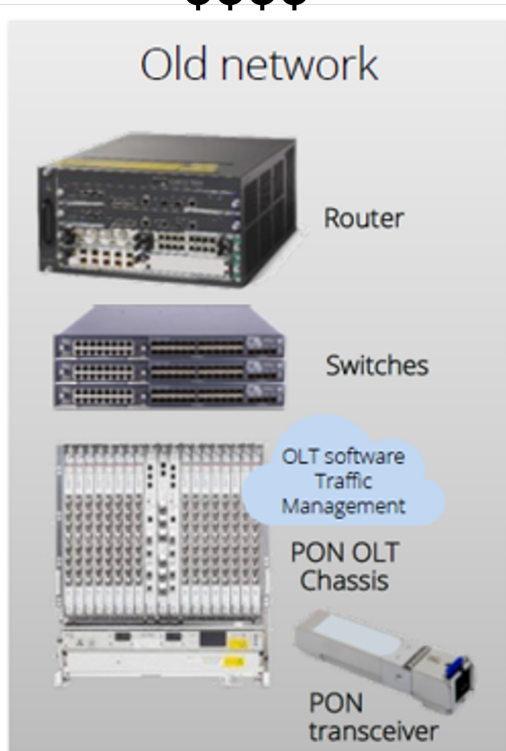 Old network
Router
Switches
OLT software
Traffic
Management
PON OLT
Chassis
PON
transceiver